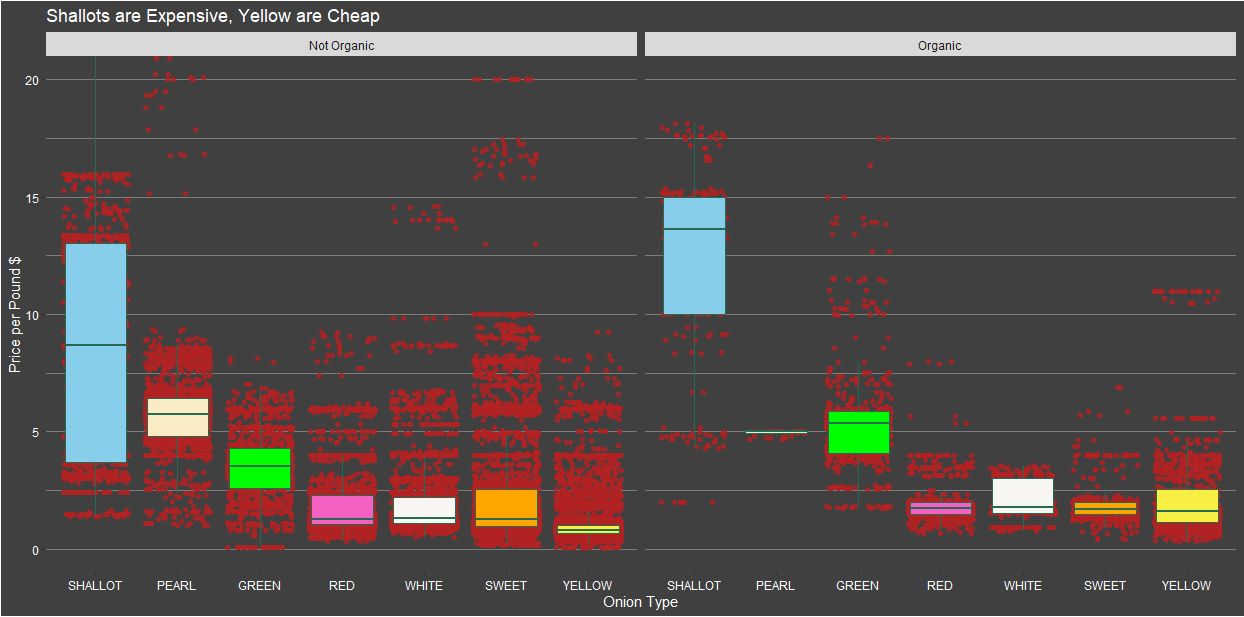 Shallots are Expensive, Yellow are Cheap
Not Organic
Organic
Price per Pound $
20
15
10
5
0
SHALLOT PEARL GREEN RED WHITE SWEET YELLOW
SHALLOT PEARL GREEN RED WHITE SWEET YELLOW
Onion Type